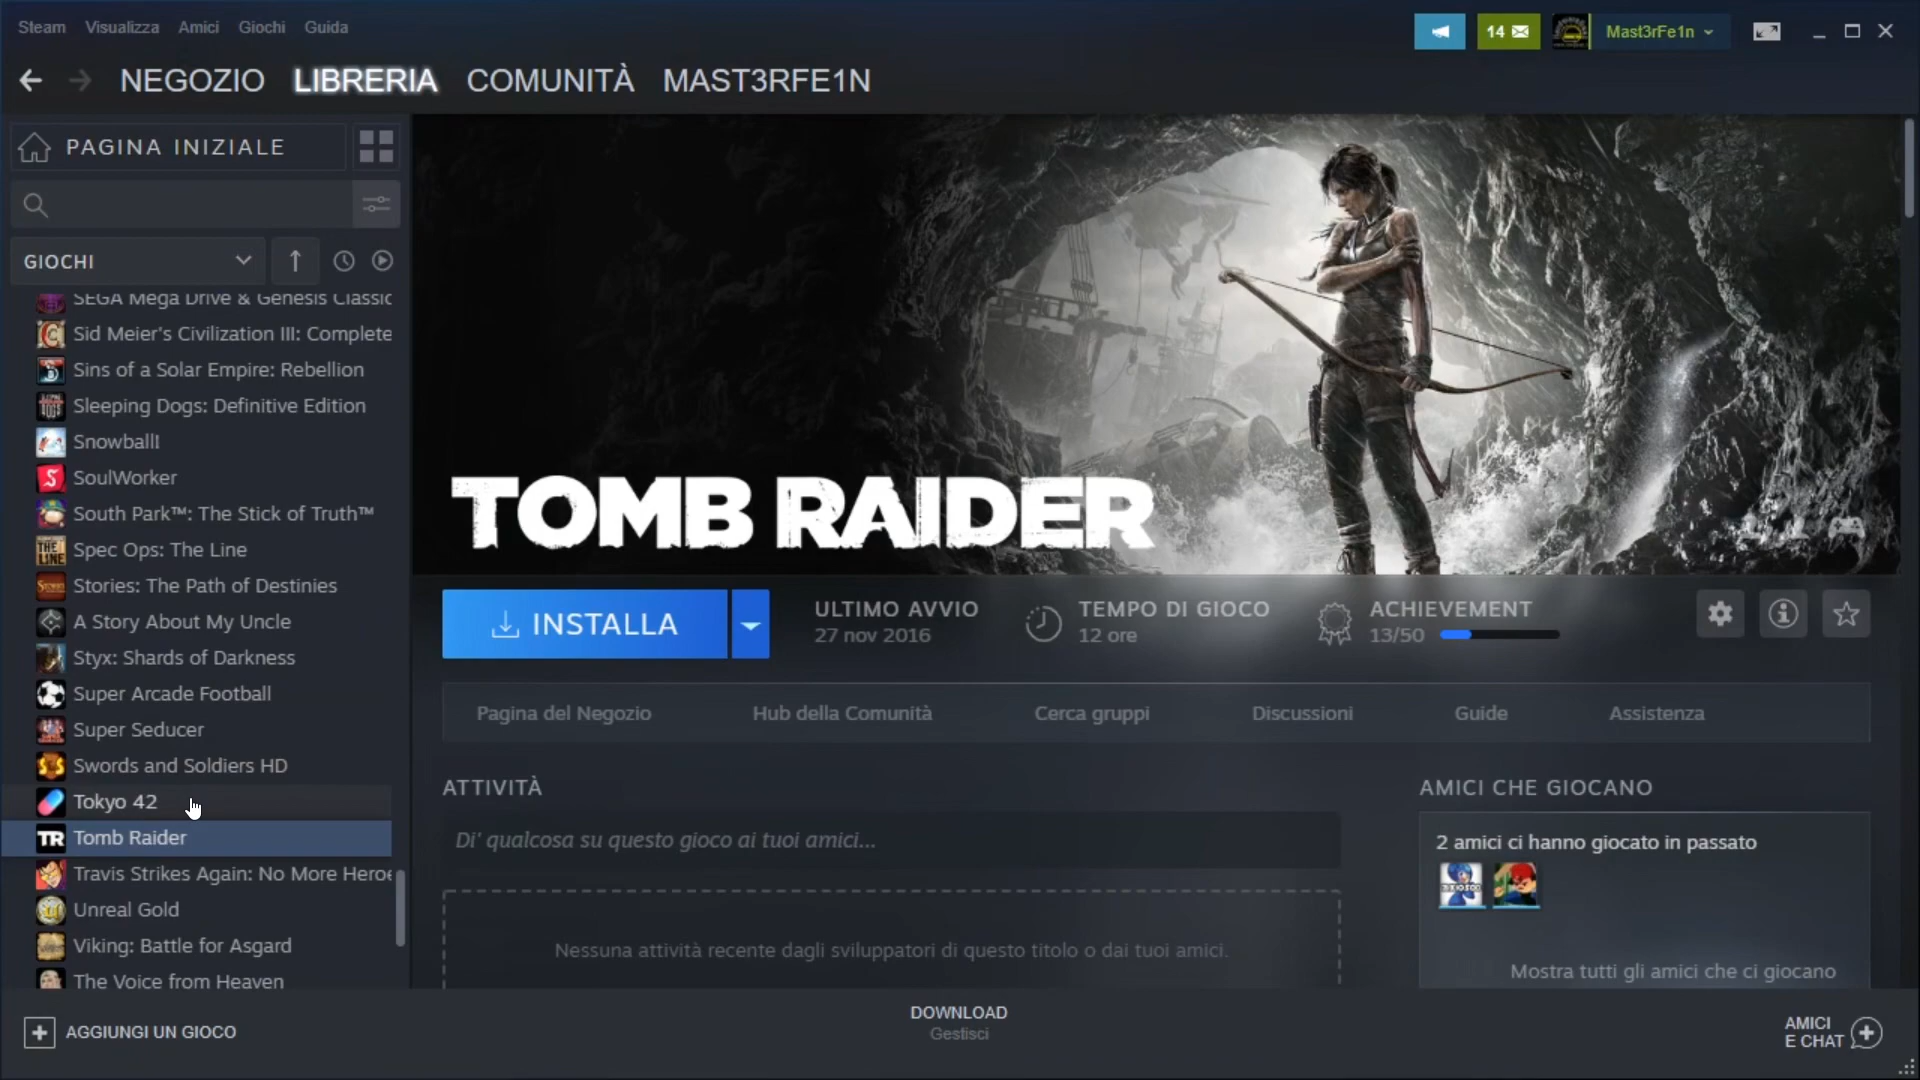 Steam Visualizza Amici Giochi Guida
14
Mast3rFe1n
NEGOZIO LIBRERIA COMUNITÀ MAST3RFE1N
PAGINA INIZIALE
GIOCHI
SEGA Mega Drive & Genesis Classic
Sid Meier's Civilization III: Complete
Sins of a Solar Empire: Rebellion
Sleeping Dogs: Definitive Edition
Snowball!
SoulWorker
South Park™: The Stick of Truth™
Spec Ops: The Line
Stories: The Path of Destinies
A Story About My Uncle
Styx: Shards of Darkness
Super Arcade Football
Super Seducer
Swords and Soldiers HD
Tokyo 42
TR Tomb Raider
Travis Strikes Again: No More Heroe
Unreal Gold
Viking: Battle for Asgard
The Voice from Heaven
AGGIUNGI UN GIOCO
TOMB RAIDER
INSTALLA
ULTIMO AVVIO
27 nov 2016
TEMPO DI GIOCO
12 ore
ACHIEVEMENT
13/50
Pagina del Negozio Hub della Comunità Cerca gruppi Discussioni Guide Assistenza
ATTIVITÀ
Di' qualcosa su questo gioco ai tuoi amici...
Nessuna attività recente dagli sviluppatori di questo titolo o dai tuoi amici.
AMICI CHE GIOCANO
2 amici ci hanno giocato in passato
Mostra tutti gli amici che ci giocano
DOWNLOAD
Gestisci
AMICI
E CHAT